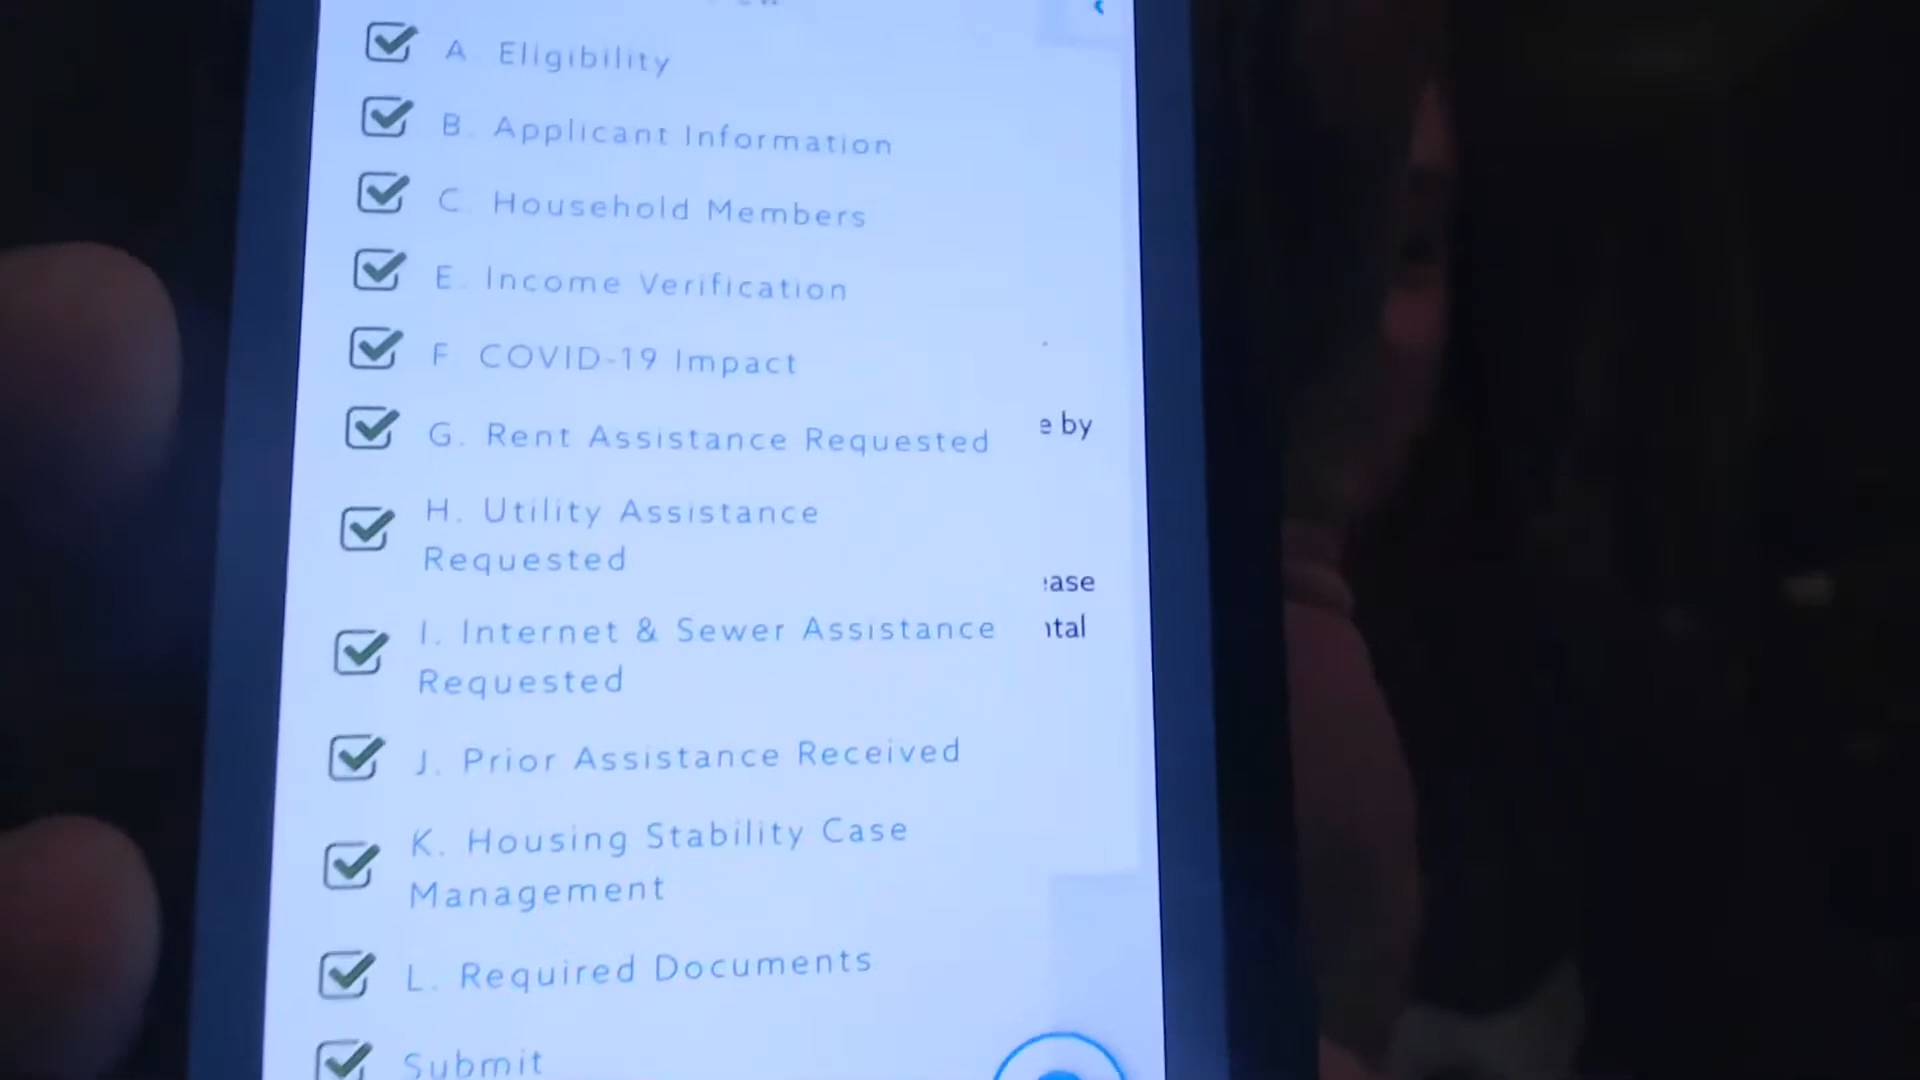 A. Eligibility
B. Applicant Information
C. Household Members
E. Income Verification
F. COVID-19 Impact
G. Rent Assistance Requested
e by
H. Utility Assistance
Requested
ase
I. Internet & Sewer Assistance
ntal
Requested
J. Prior Assistance Received
K. Housing Stability Case
Management
L. Required Documents
Submit